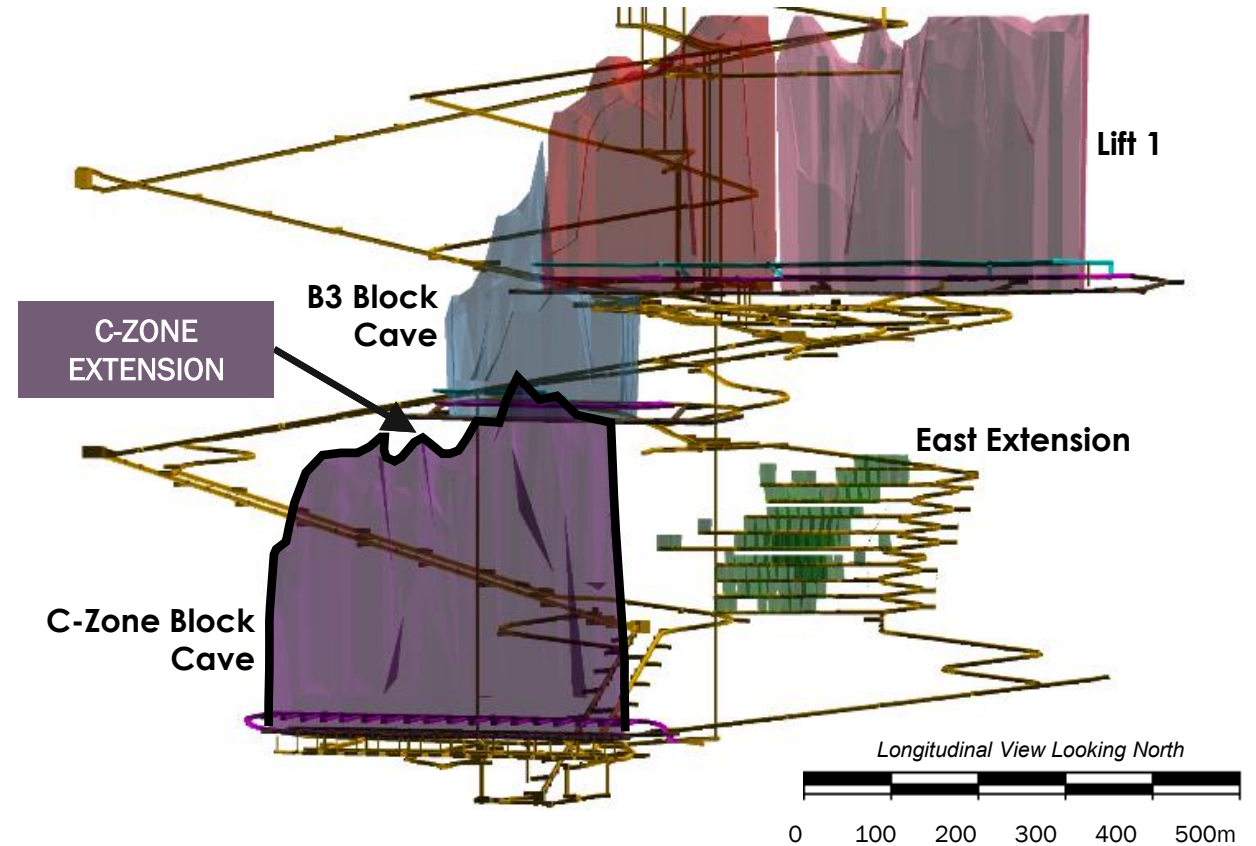 Lift 1
B3 Block
Cave
C-ZONE
EXTENSION
East Extension
C-Zone Block
Cave
Longitudinal View Looking North
0 100 200 300 400 500m